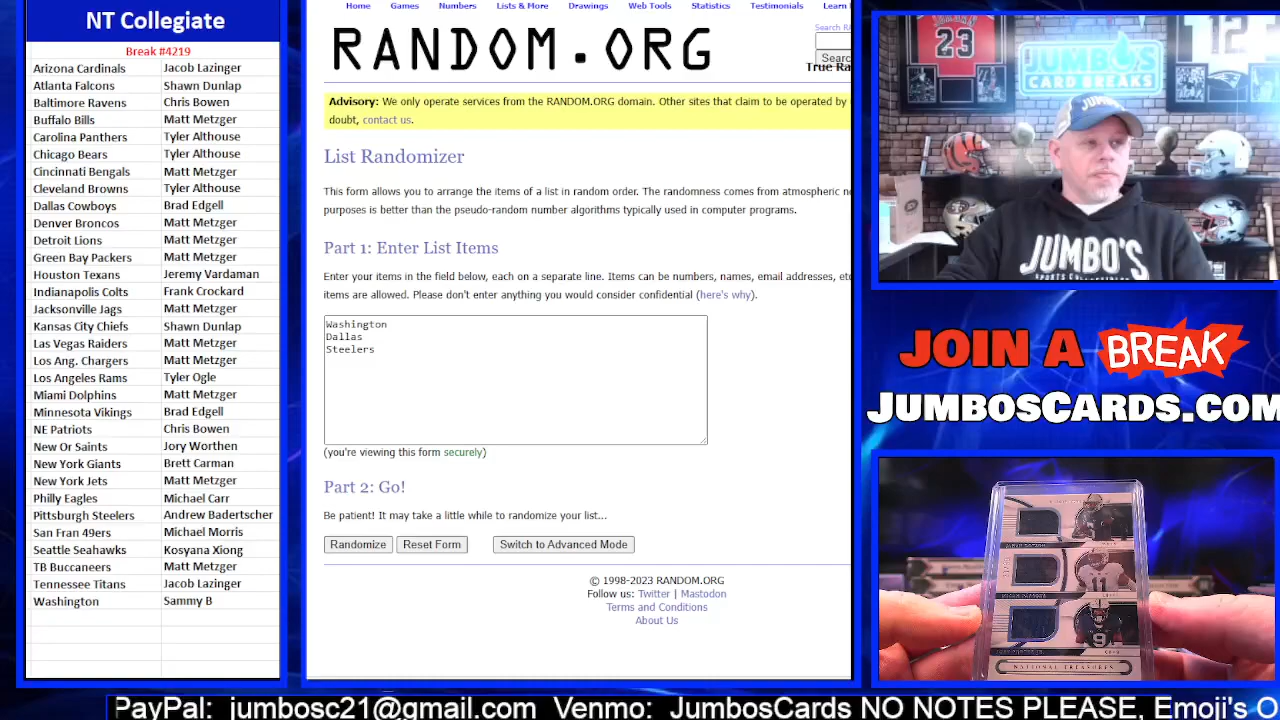 NT Collegiate
Break #4219
Arizona Cardinals Jacob Lazinger
Atlanta Falcons Shawn Dunlap
Baltimore Ravens Chris Bowen
Buffalo Bills Matt Metzger
Carolina Panthers Tyler Althouse
Chicago Bears Tyler Althouse
Cincinnati Bengals Matt Metzger
Cleveland Browns Tyler Althouse
Dallas Cowboys Brad Edgell
Denver Broncos Matt Metzger
Detroit Lions Matt Metzger
Green Bay Packers Matt Metzger
Houston Texans Jeremy Vardaman
Indianapolis Colts Frank Crockard
Jacksonville Jags Matt Metzger
Kansas City Chiefs Shawn Dunlap
Las Vegas Raiders Matt Metzger
Los Ang. Chargers Matt Metzger
Los Angeles Rams Tyler Ogle
Miami Dolphins Matt Metzger
Minnesota Vikings Brad Edgell
NE Patriots Chris Bowen
New Or Saints Jory Worthen
New York Giants Brett Carman
New York Jets Matt Metzger
Philly Eagles Michael Carr
Pittsburgh Steelers Andrew Badertscher
San Fran 49ers Michael Morris
Seattle Seahawks Kosyana Xiong
TB Buccaneers Matt Metzger
Tennessee Titans Jacob Lazinger
Washington Sammy B
Home Games Numbers Lists & More Drawings Web Tools Statistics Testimonials Learn
RANDOM.ORG
Search
True Ra
Advisory: We only operate services from the RANDOM.ORG domain. Other sites that claim to be operated by
doubt, contact us.
List Randomizer
This form allows you to arrange the items of a list in random order. The randomness comes from atmospheric
purposes is better than the pseudo-random number algorithms typically used in computer programs.
Part 1: Enter List Items
Enter your items in the field below, each on a separate line. Items can be numbers, names, email addresses, etc
items are allowed. Please don't enter anything you would consider confidential (here's why).
Washington
Dallas
Steelers
(you're viewing this form securely)
Part 2: Go!
Be patient! It may take a little while to randomize your list...
Randomize Reset Form Switch to Advanced Mode
© 1998-2023 RANDOM.ORG
Follow us: Twitter | Mastodon
Terms and Conditions
About Us
JORDAN
23
JUMBO'S
CARD BREAKS
12
JUMBO'S
JOIN A BREAK
JUMBOSCARDS.COM
11
9
NATIONAL TREASURES
PayPal: jumbosc21@gmail.com Venmo: JumbosCards NO NOTES PLEASE, Emoji's O